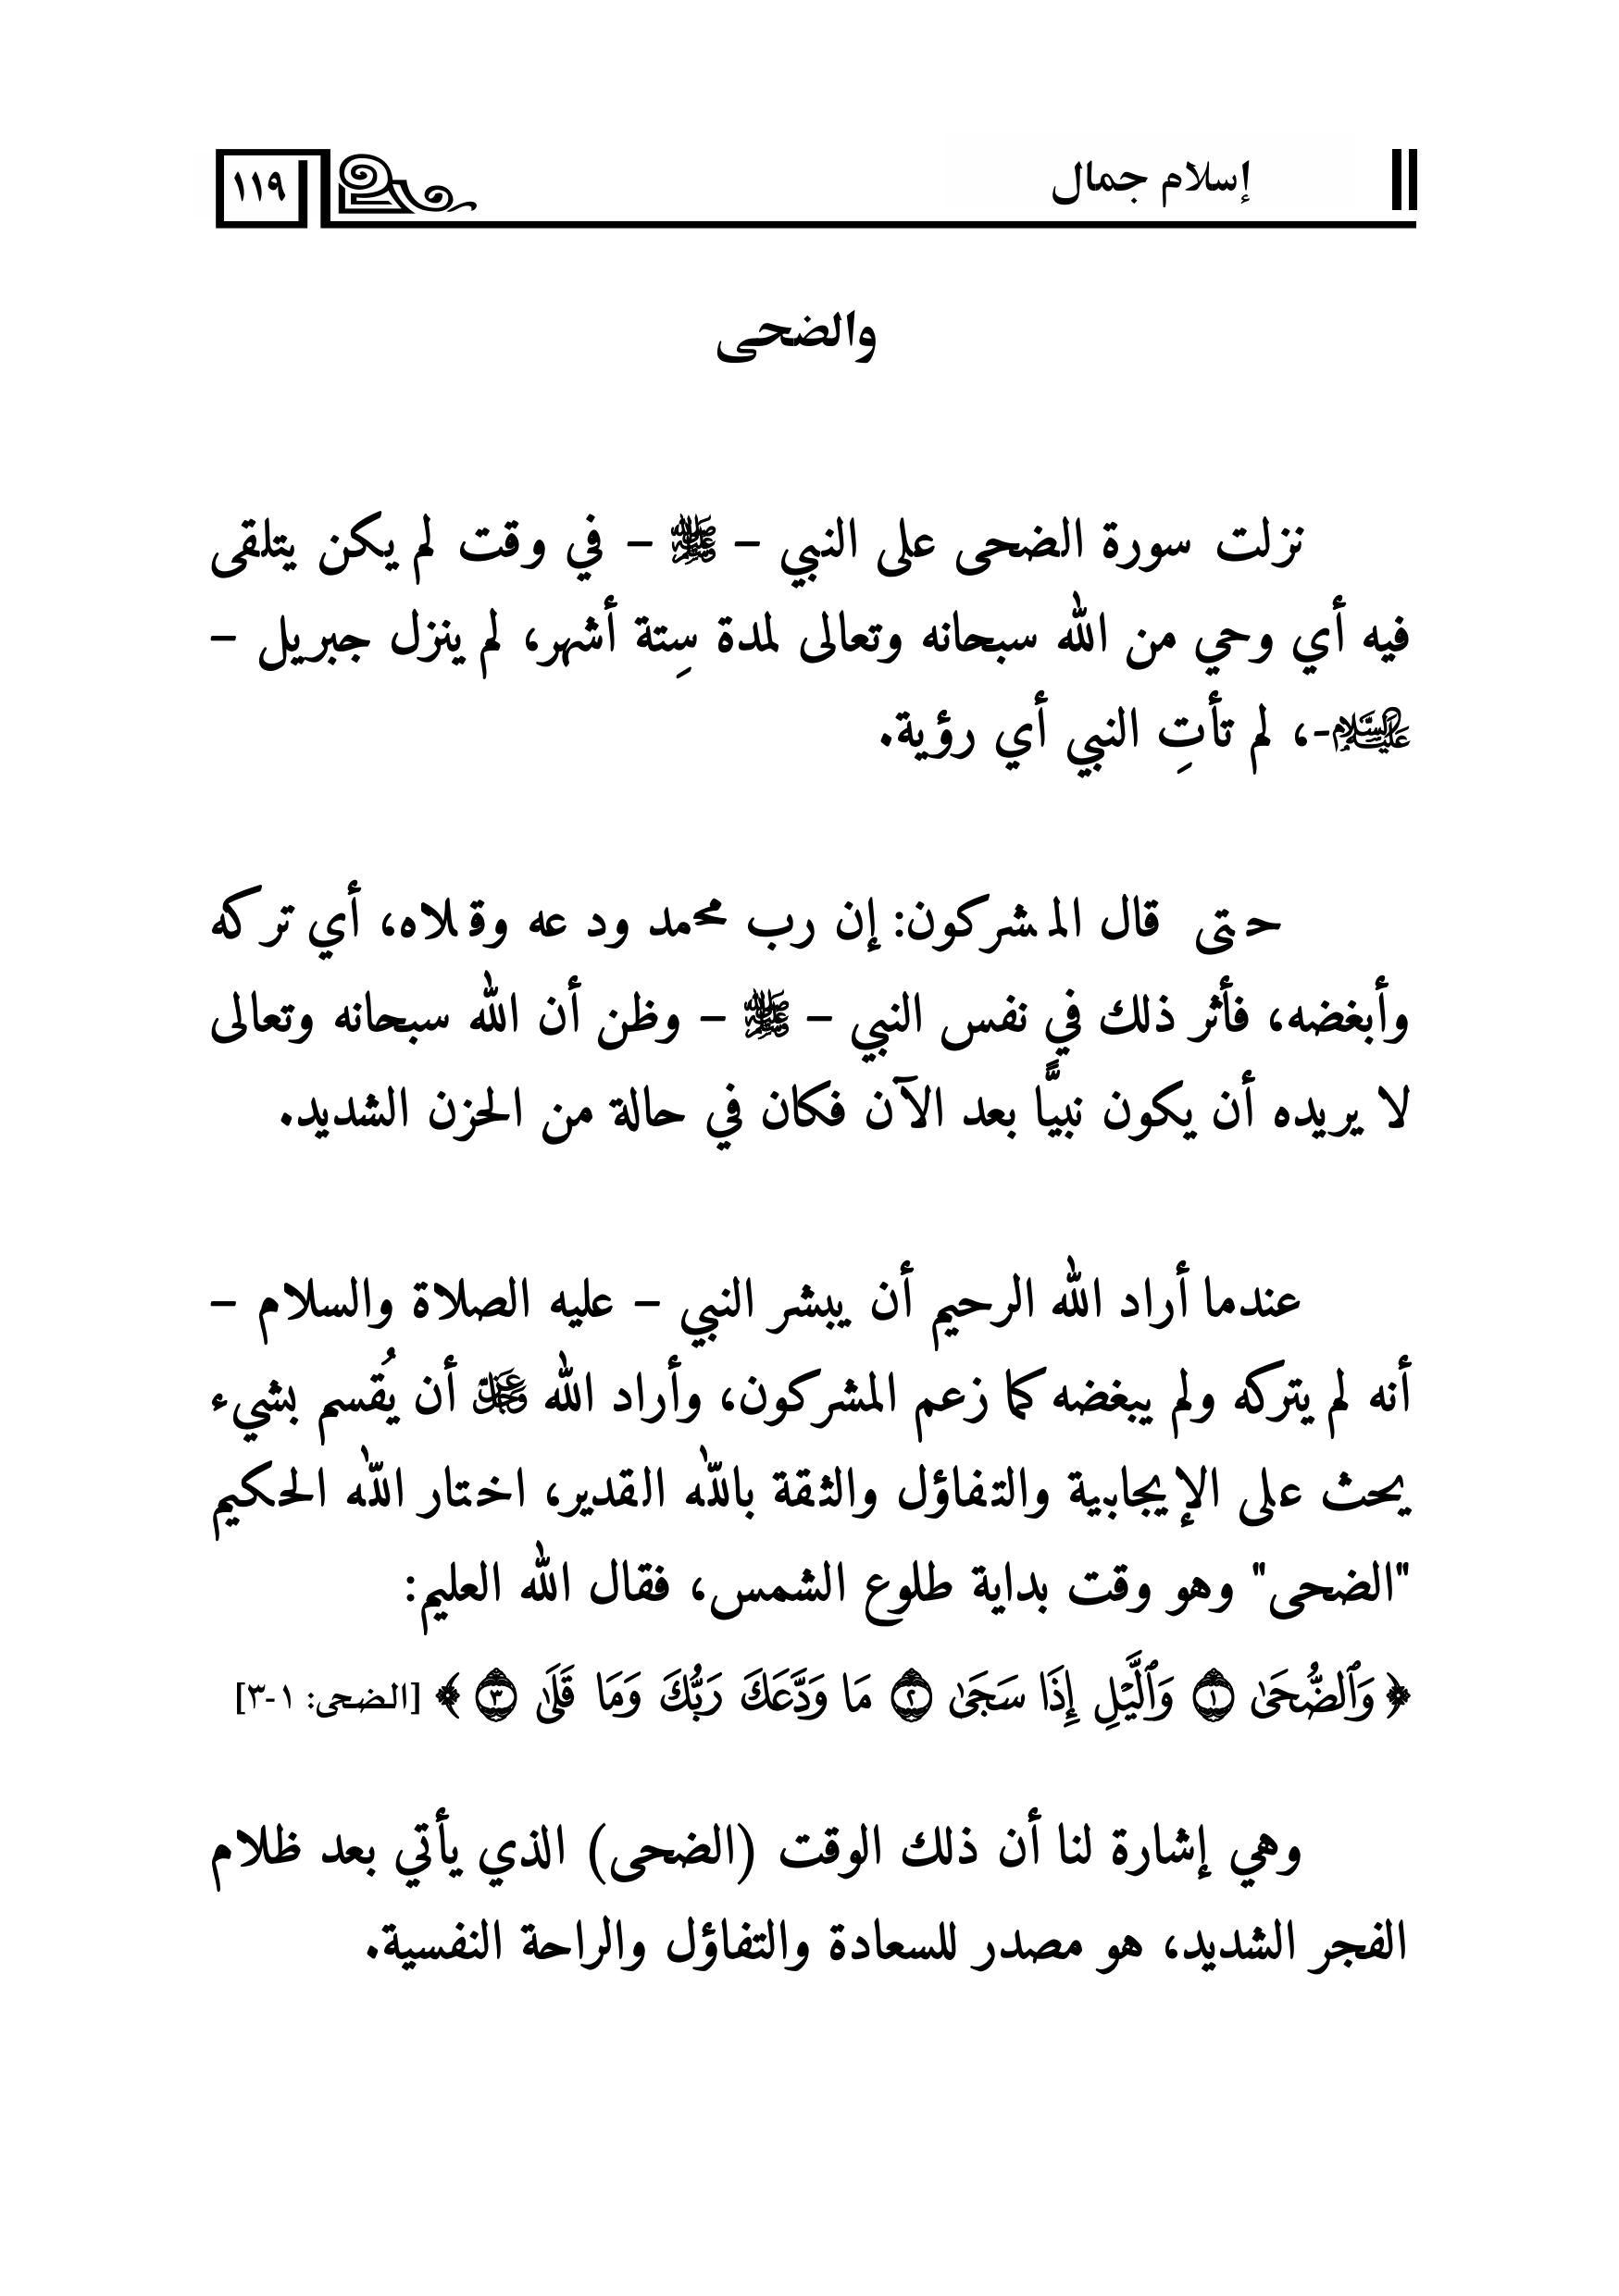 إسلام جمال
١١٩
والضحى
نزلت سورة الضحى على النبي – ﷺ – في وقت لم يكن يتلقى
فيه أي وحي من الله سبحانه وتعالى لمدة سِتة أشهر، لم ينزل جبريل –
عليه السلام-، لم تأتِ النبي أي رؤية.
حتى قال المشركون: إن رب محمد ودعه وقلاه، أي تركه
وأبغضه، فأثر ذلك في نفس النبي – ﷺ – وظن أن الله سبحانه وتعالى
لا يريده أن يكون نبيًّا بعد الآن فكان في حالة من الحزن الشديد.
عندما أراد الله الرحيم أن يبشر النبي – عليه الصلاة والسلام –
أنه لم يتركه ولم يبغضه كما زعم المشركون، وأراد الله عز وجل أن يُقسم بشيء
يحث على الإيجابية والتفاؤل والثقة بالله القدير، اختار الله الحكيم
"الضحى" وهو وقت بداية طلوع الشمس، فقال الله العليم:
﴿ وَٱلضُّحَىٰ ١ وَٱلَّيْلِ إِذَا سَجَىٰ ٢ مَا وَدَّعَكَ رَبُّكَ وَمَا قَلَىٰ ٣ ﴾ [الضحى: ١-٣]
وهي إشارة لنا أن ذلك الوقت (الضحى) الذي يأتي بعد ظلام
الفجر الشديد، هو مصدر للسعادة والتفاؤل والراحة النفسية.